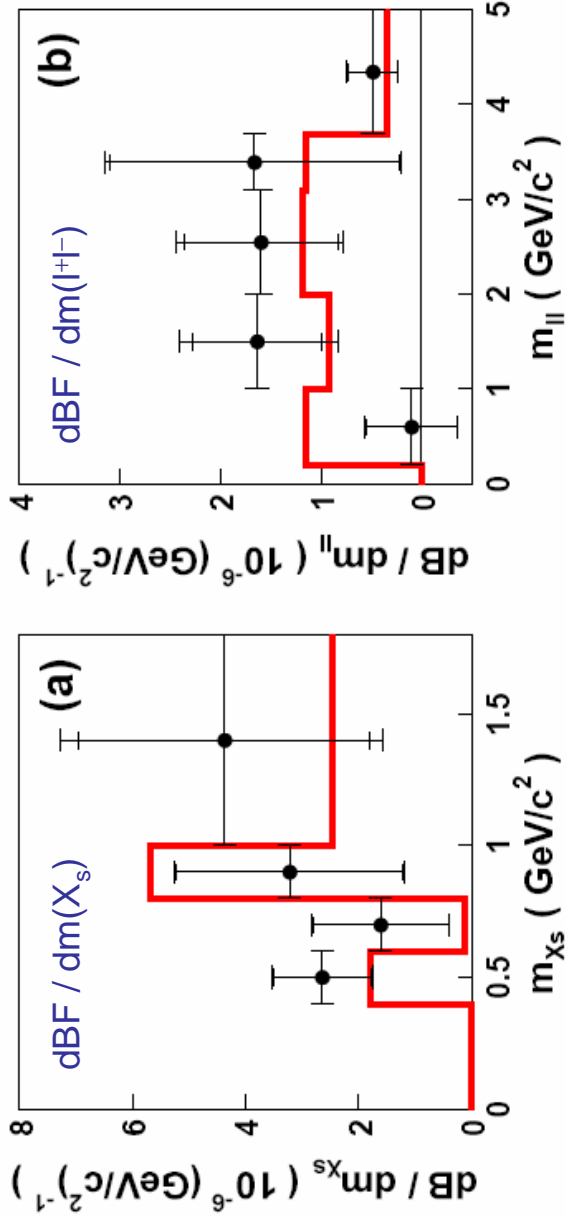 dBF / dm(Xₛ)
(a)
dB / dm_Xs ( 10⁻⁶ (GeV/c²)⁻¹ )
8
6
4
2
0
0 0.5 1 1.5
m_Xs ( GeV/c² )
dBF / dm(l⁺l⁻)
(b)
dB / dm_ll ( 10⁻⁶ (GeV/c²)⁻¹ )
4
3
2
1
0
0 1 2 3 4 5
m_ll ( GeV/c² )